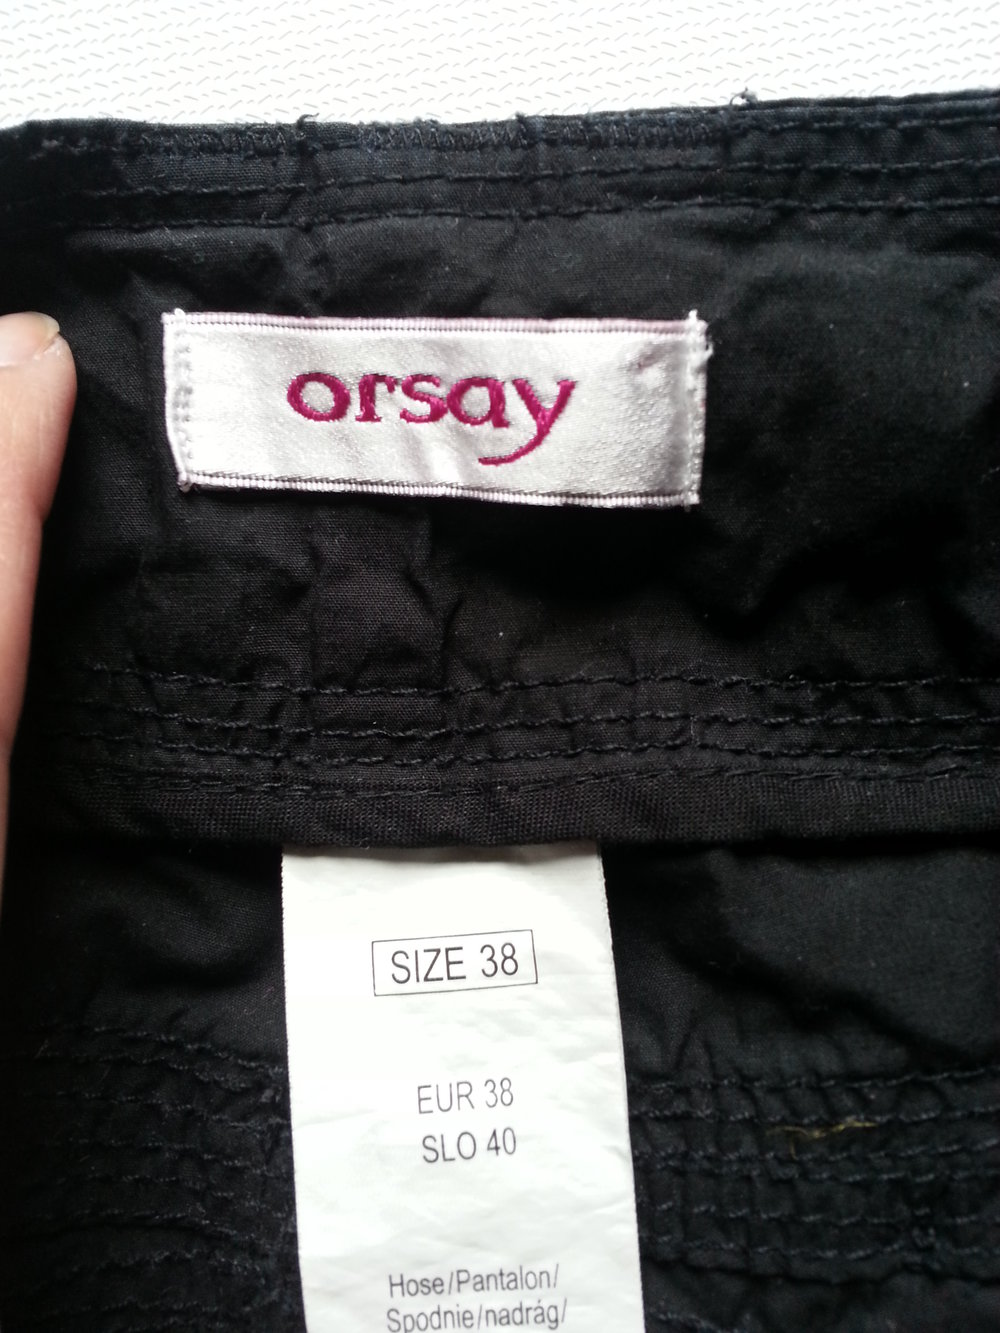 orsay
SIZE 38
EUR 38
SLO 40
Hose/Pantalon/
Spodnie/nadrág/